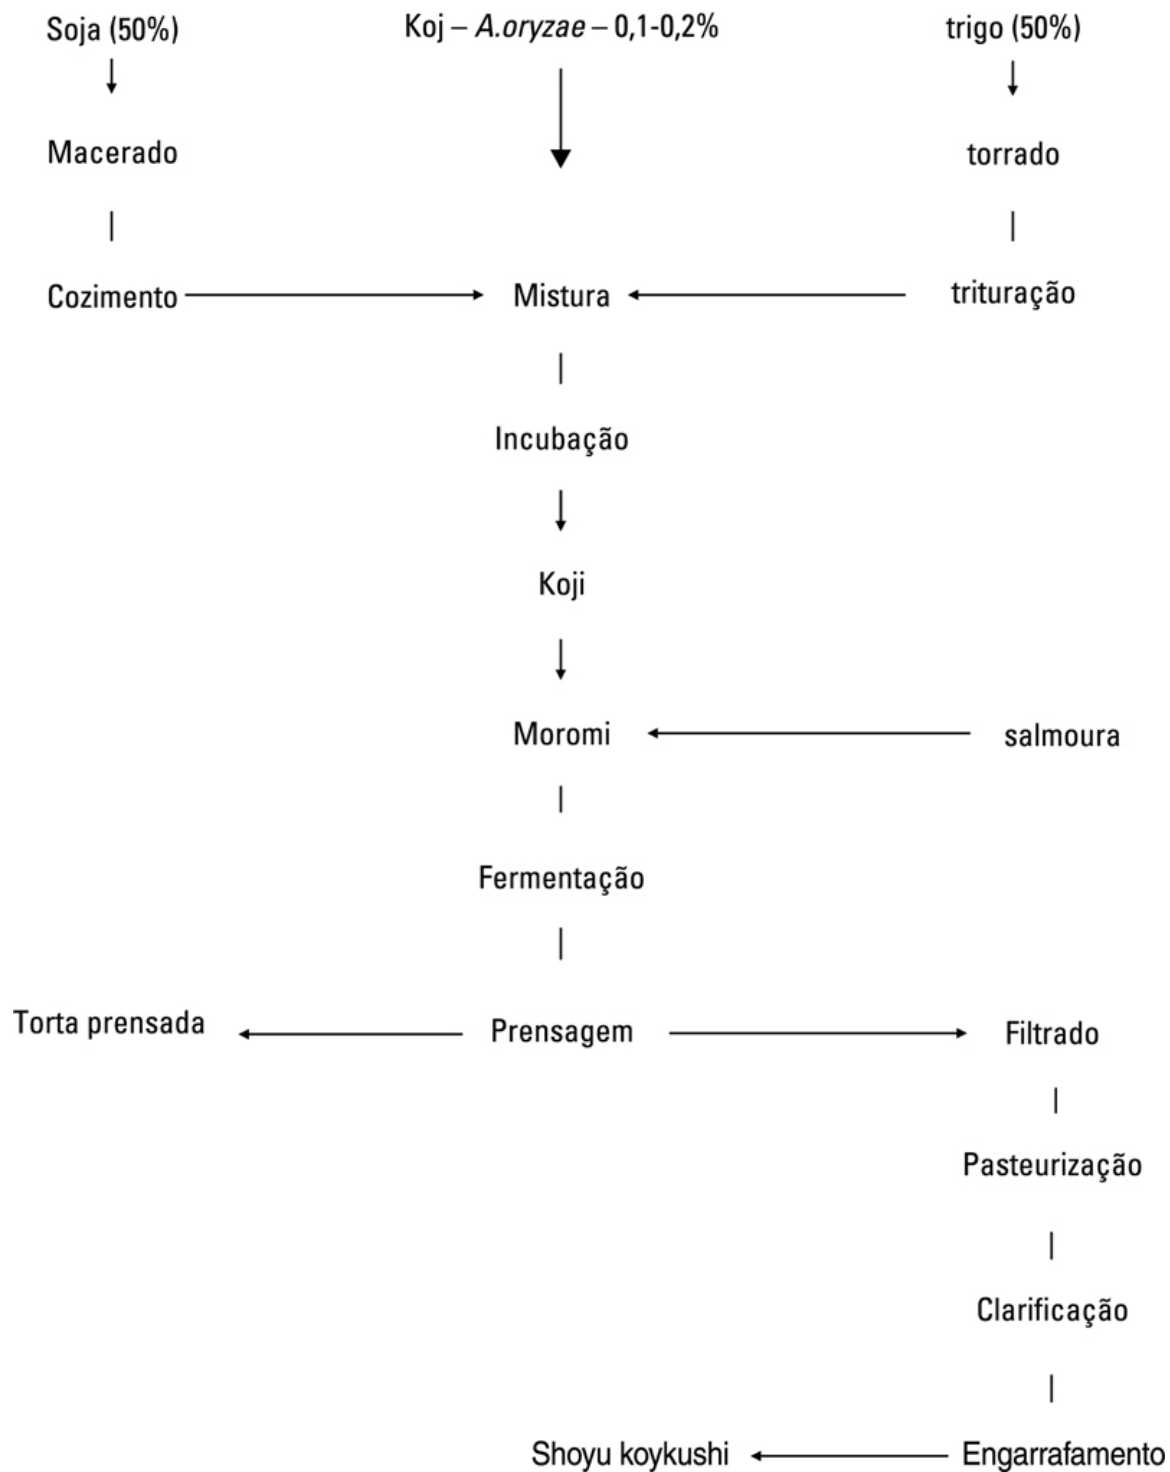 Soja (50%)
Koj – A.oryzae – 0,1-0,2%
trigo (50%)
Macerado
torrado
Cozimento
Mistura
trituração
Incubação
Koji
Moromi
salmoura
Fermentação
Torta prensada
Prensagem
Filtrado
Pasteurização
Clarificação
Shoyu koykushi
Engarrafamento